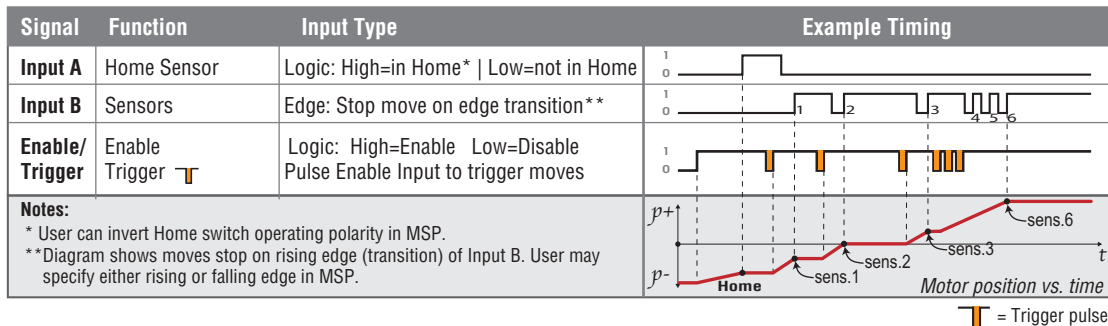 Signal Function Input Type Example Timing
Input A Home Sensor Logic: High=in Home* | Low=not in Home 1 0
Input B Sensors Edge: Stop move on edge transition** 1 0 1 2 3 4 5 6
Enable/ Enable Logic: High=Enable Low=Disable 1
Trigger Trigger Pulse Enable Input to trigger moves 0
Notes:
* User can invert Home switch operating polarity in MSP.
**Diagram shows moves stop on rising edge (transition) of Input B. User may
specify either rising or falling edge in MSP.
p+
p-
Home
sens.1
sens.2
sens.3
sens.6
t
Motor position vs. time
= Trigger pulse